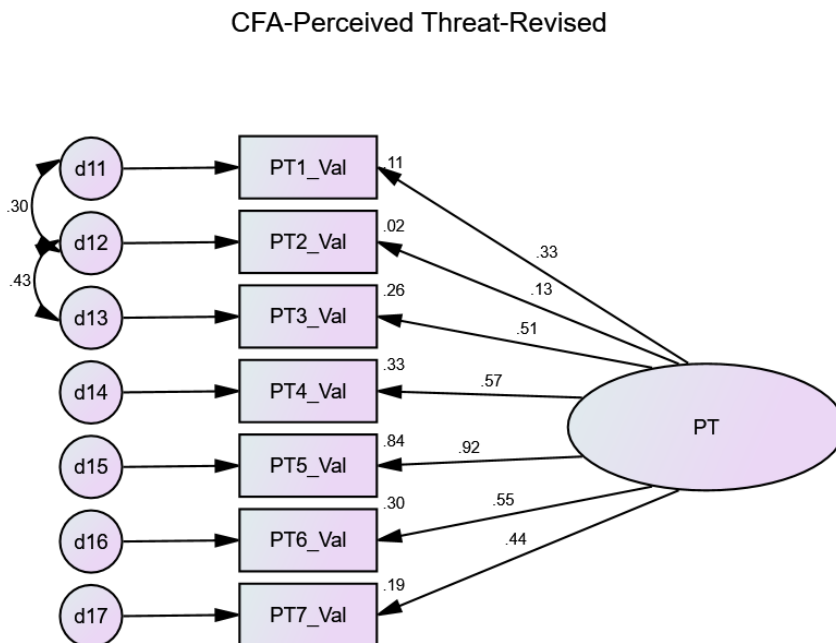 CFA-Perceived Threat-Revised
d11 PT1_Val .11
.30
.33
d12 PT2_Val .02
.13
.43
d13 PT3_Val .26
.51
d14 PT4_Val .33
.57
PT
d15 PT5_Val .84
.92
d16 PT6_Val .30
.55
.44
d17 PT7_Val .19